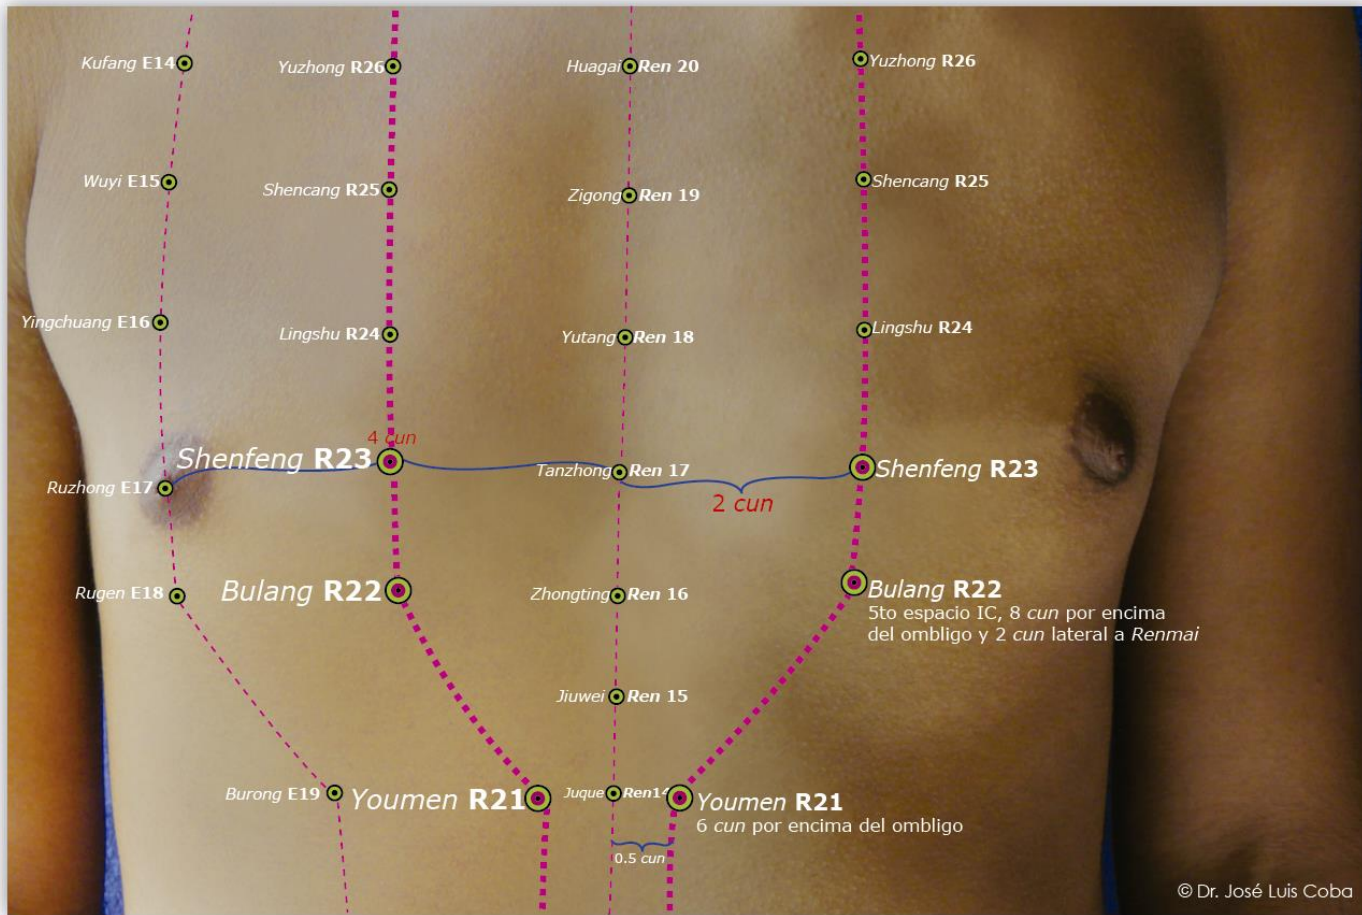 Kufang E14
Yuzhong R26
Huagai Ren 20
Yuzhong R26
Wuyi E15
Shencang R25
Zigong Ren 19
Shencang R25
Yingchuang E16
Lingshu R24
Yutang Ren 18
Lingshu R24
4 cun
Shenfeng R23
Ruzhong E17
Tanzhong Ren 17
Shenfeng R23
2 cun
Rugen E18
Bulang R22
Zhongting Ren 16
Bulang R22
5to espacio IC, 8 cun por encima
del ombligo y 2 cun lateral a Renmai
Jiuwei Ren 15
Burong E19
Youmen R21
Juque Ren14
Youmen R21
6 cun por encima del ombligo
0.5 cun
© Dr. José Luis Coba